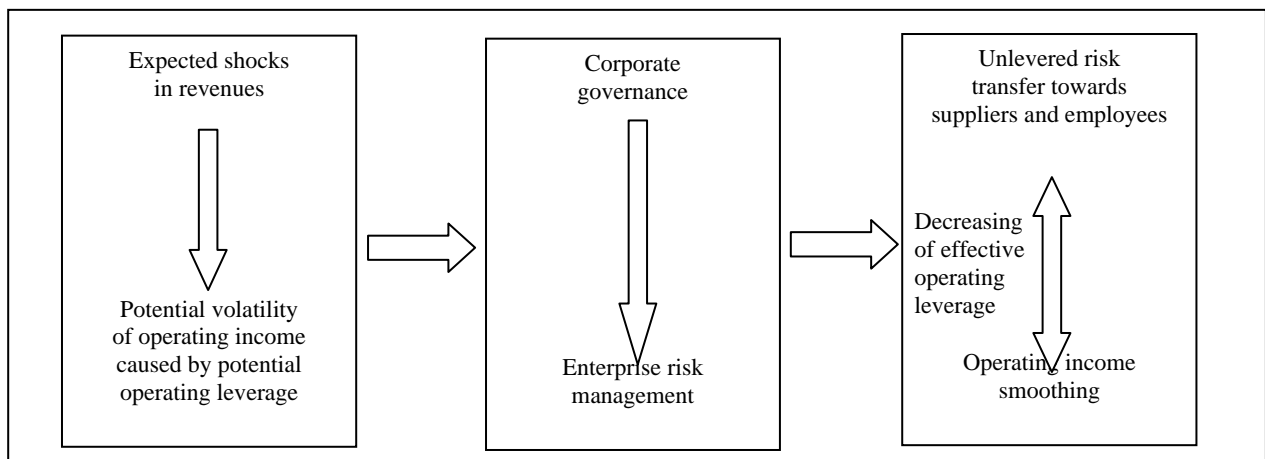 Expected shocks
in revenues
Potential volatility
of operating income
caused by potential
operating leverage
Corporate
governance
Enterprise risk
management
Unlevered risk
transfer towards
suppliers and employees
Decreasing
of effective
operating
leverage
Operating income
smoothing